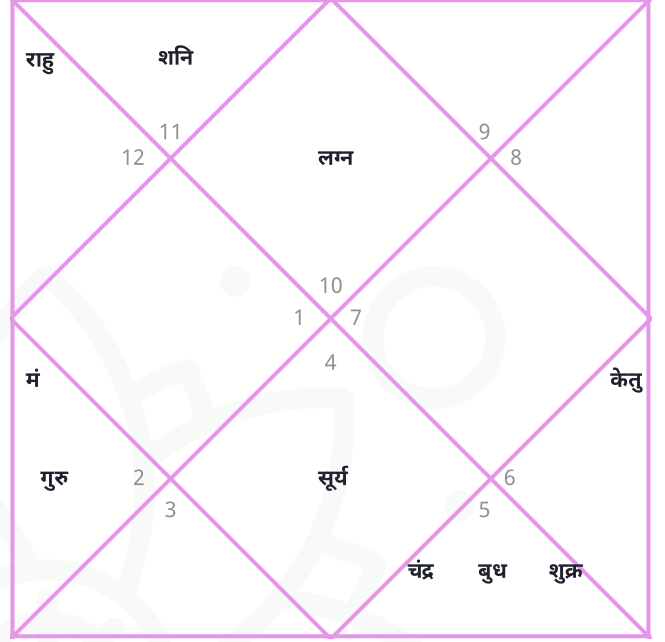 राहु शनि
11 9
12 लग्न 8
10
1 7
4
मं केतु
गुरु 2 सूर्य 6
3 5
चंद्र बुध शुक्र